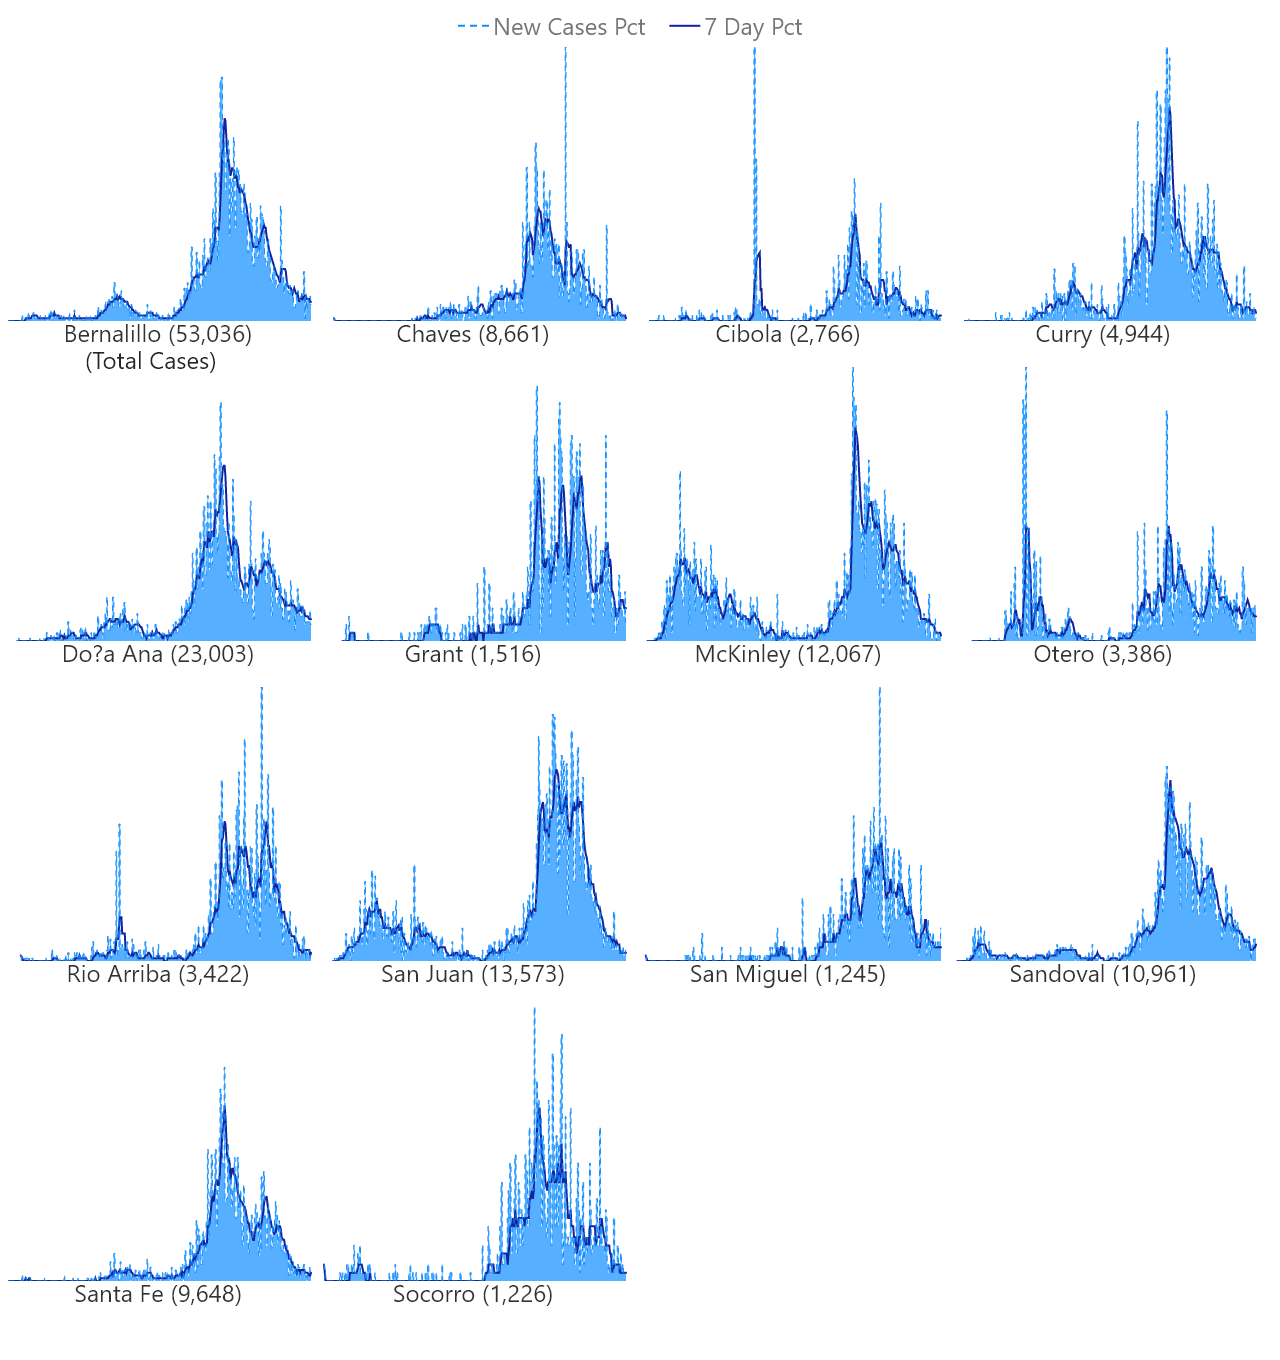 New Cases Pct 7 Day Pct
Bernalillo (53,036)
(Total Cases)
Chaves (8,661)
Cibola (2,766)
Curry (4,944)
Do?a Ana (23,003)
Grant (1,516)
McKinley (12,067)
Otero (3,386)
Rio Arriba (3,422)
San Juan (13,573)
San Miguel (1,245)
Sandoval (10,961)
Santa Fe (9,648)
Socorro (1,226)